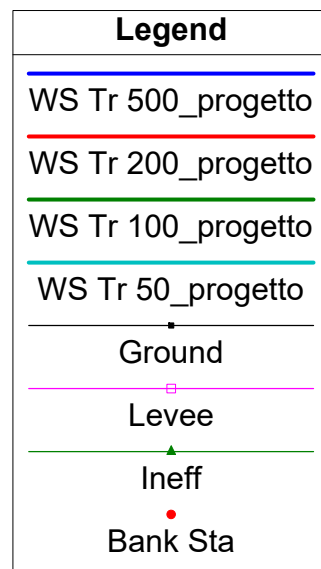 Legend
WS Tr 500_progetto
WS Tr 200_progetto
WS Tr 100_progetto
WS Tr 50_progetto
Ground
Levee
Ineff
Bank Sta